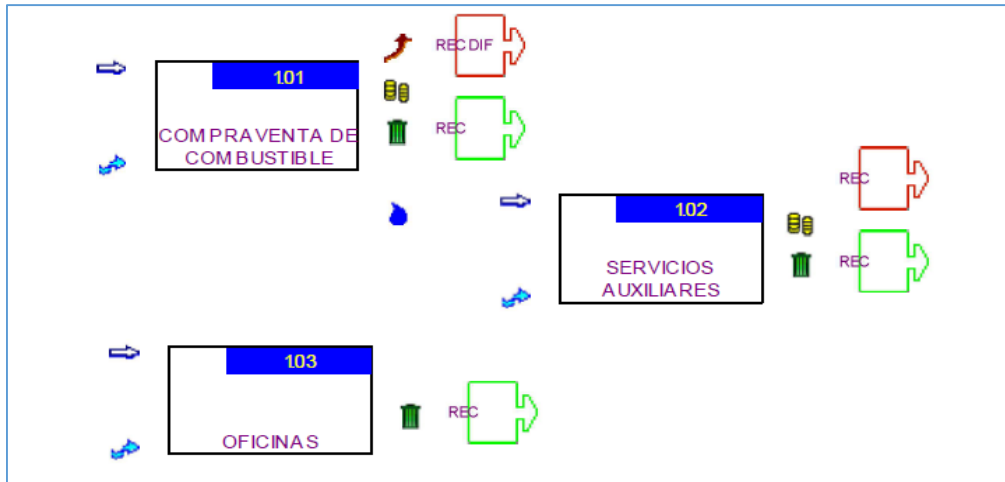 REC DIF
1.01
COMPRAVENTA DE
COMBUSTIBLE
REC
REC
1.02
SERVICIOS
AUXILIARES
REC
1.03
OFICINAS
REC